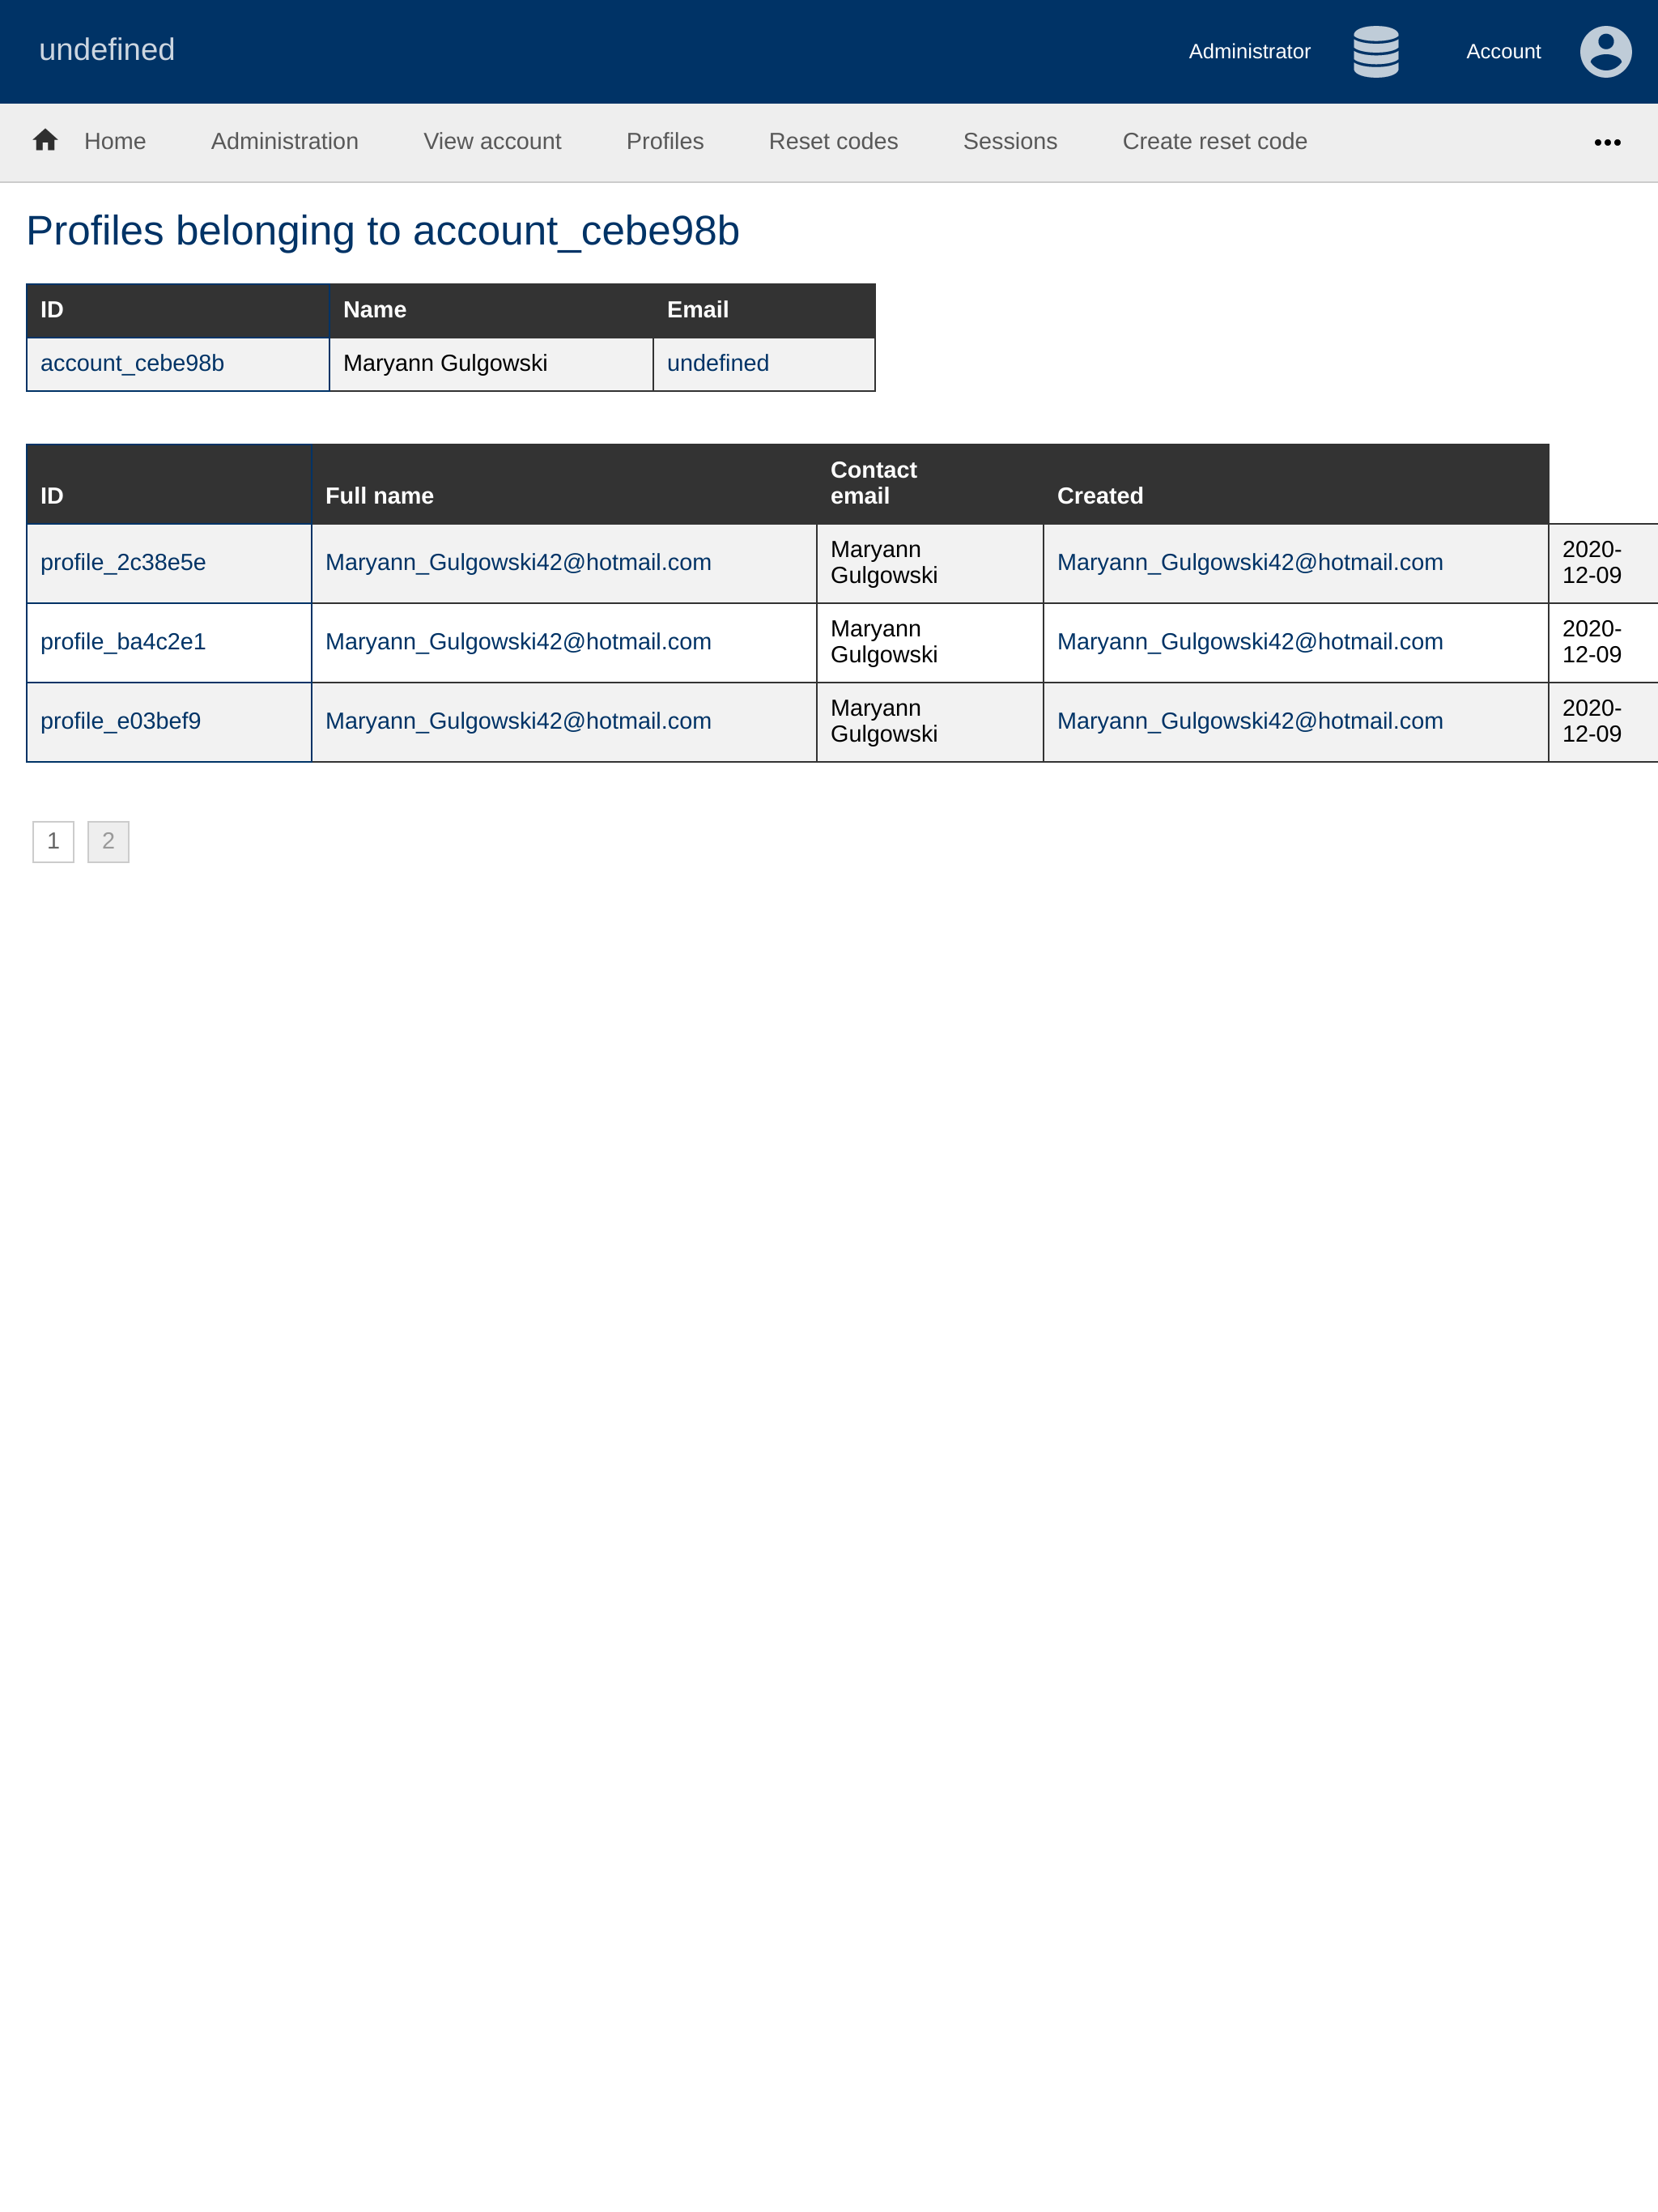 undefined
Administrator
Account
Home Administration View account Profiles Reset codes Sessions Create reset code
Profiles belonging to account_cebe98b
ID Name Email
account_cebe98b Maryann Gulgowski undefined
ID Full name Contact email Created
profile_2c38e5e Maryann_Gulgowski42@hotmail.com Maryann Gulgowski Maryann_Gulgowski42@hotmail.com 2020-12-09
profile_ba4c2e1 Maryann_Gulgowski42@hotmail.com Maryann Gulgowski Maryann_Gulgowski42@hotmail.com 2020-12-09
profile_e03bef9 Maryann_Gulgowski42@hotmail.com Maryann Gulgowski Maryann_Gulgowski42@hotmail.com 2020-12-09
1 2